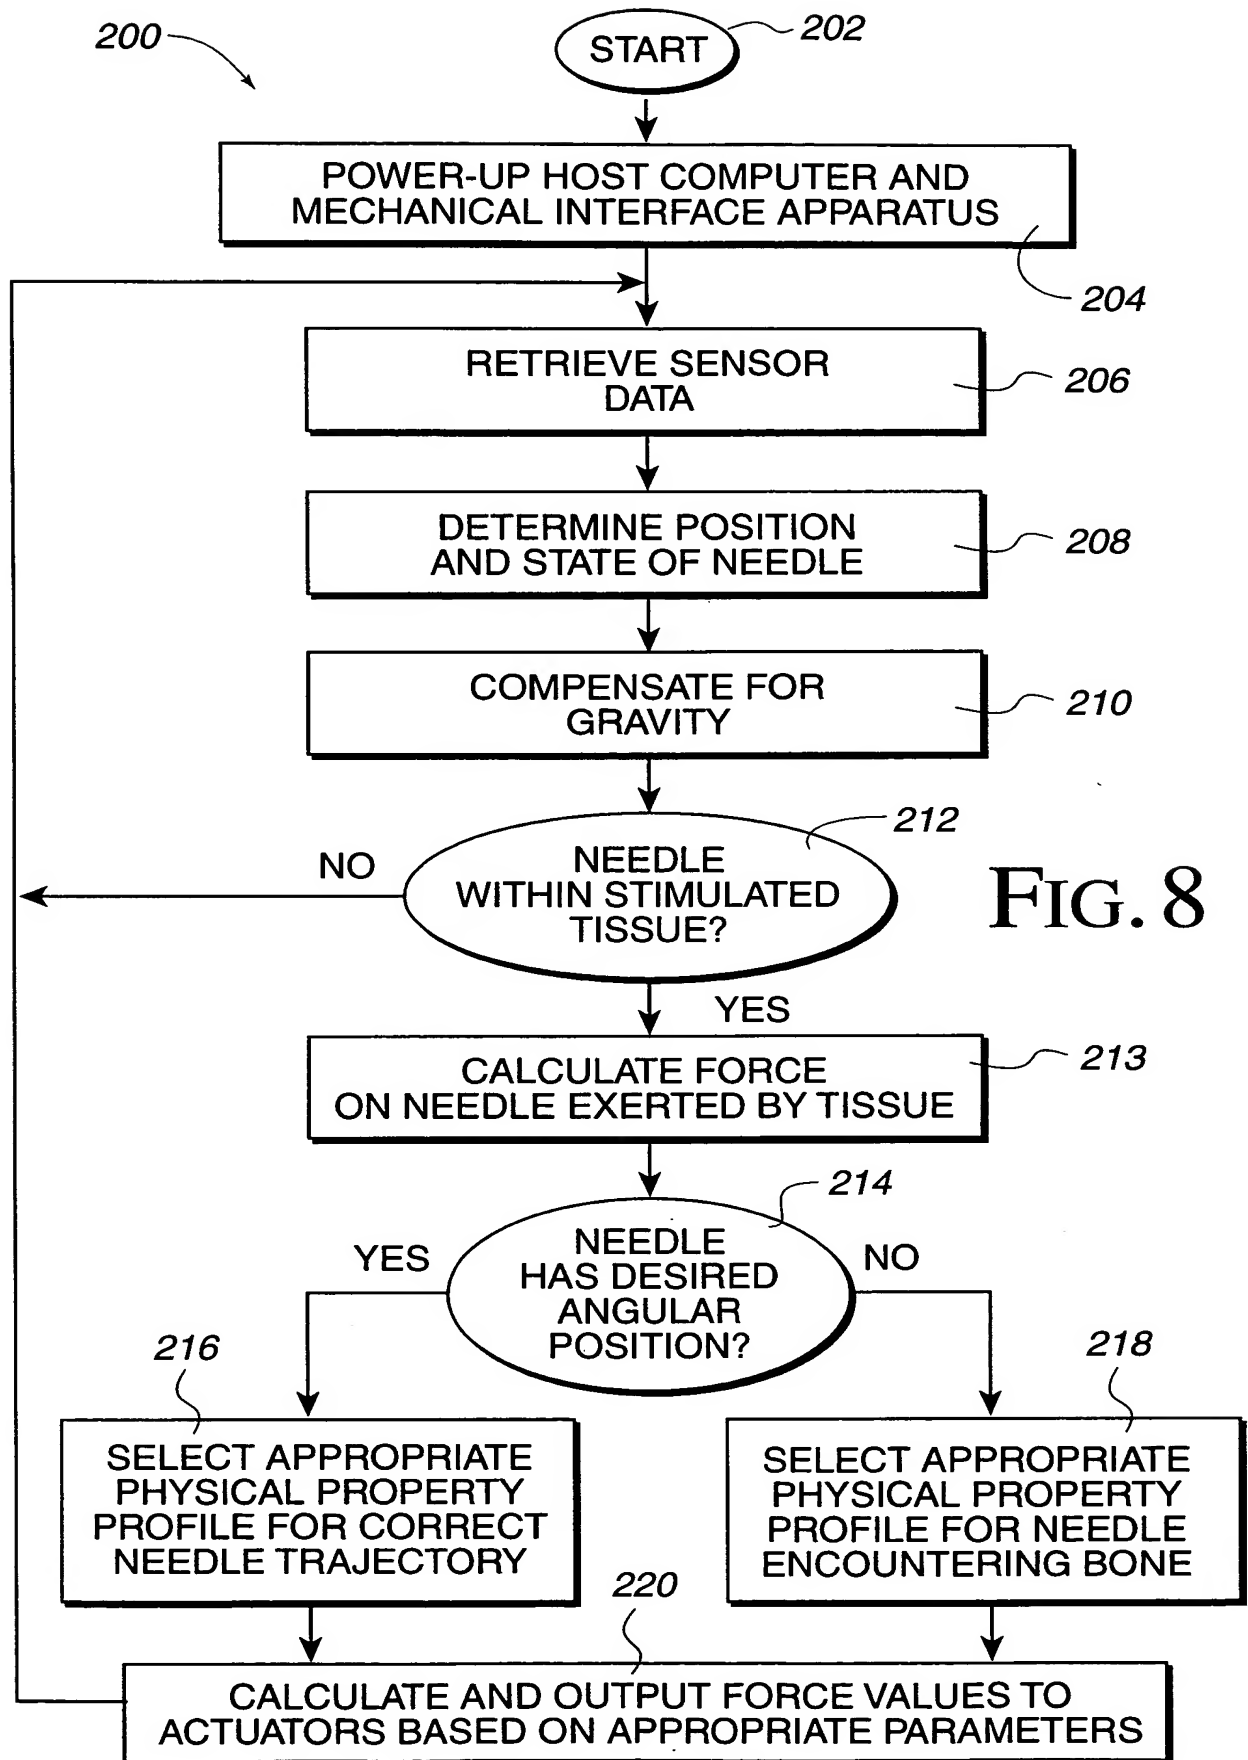 200
START
202
POWER-UP HOST COMPUTER AND
MECHANICAL INTERFACE APPARATUS
204
RETRIEVE SENSOR
DATA
206
DETERMINE POSITION
AND STATE OF NEEDLE
208
COMPENSATE FOR
GRAVITY
210
212
NO
NEEDLE
WITHIN STIMULATED
TISSUE?
FIG. 8
YES
CALCULATE FORCE
ON NEEDLE EXERTED BY TISSUE
213
214
YES
NEEDLE
HAS DESIRED
ANGULAR
POSITION?
NO
216
218
SELECT APPROPRIATE
PHYSICAL PROPERTY
PROFILE FOR CORRECT
NEEDLE TRAJECTORY
SELECT APPROPRIATE
PHYSICAL PROPERTY
PROFILE FOR NEEDLE
ENCOUNTERING BONE
220
CALCULATE AND OUTPUT FORCE VALUES TO
ACTUATORS BASED ON APPROPRIATE PARAMETERS